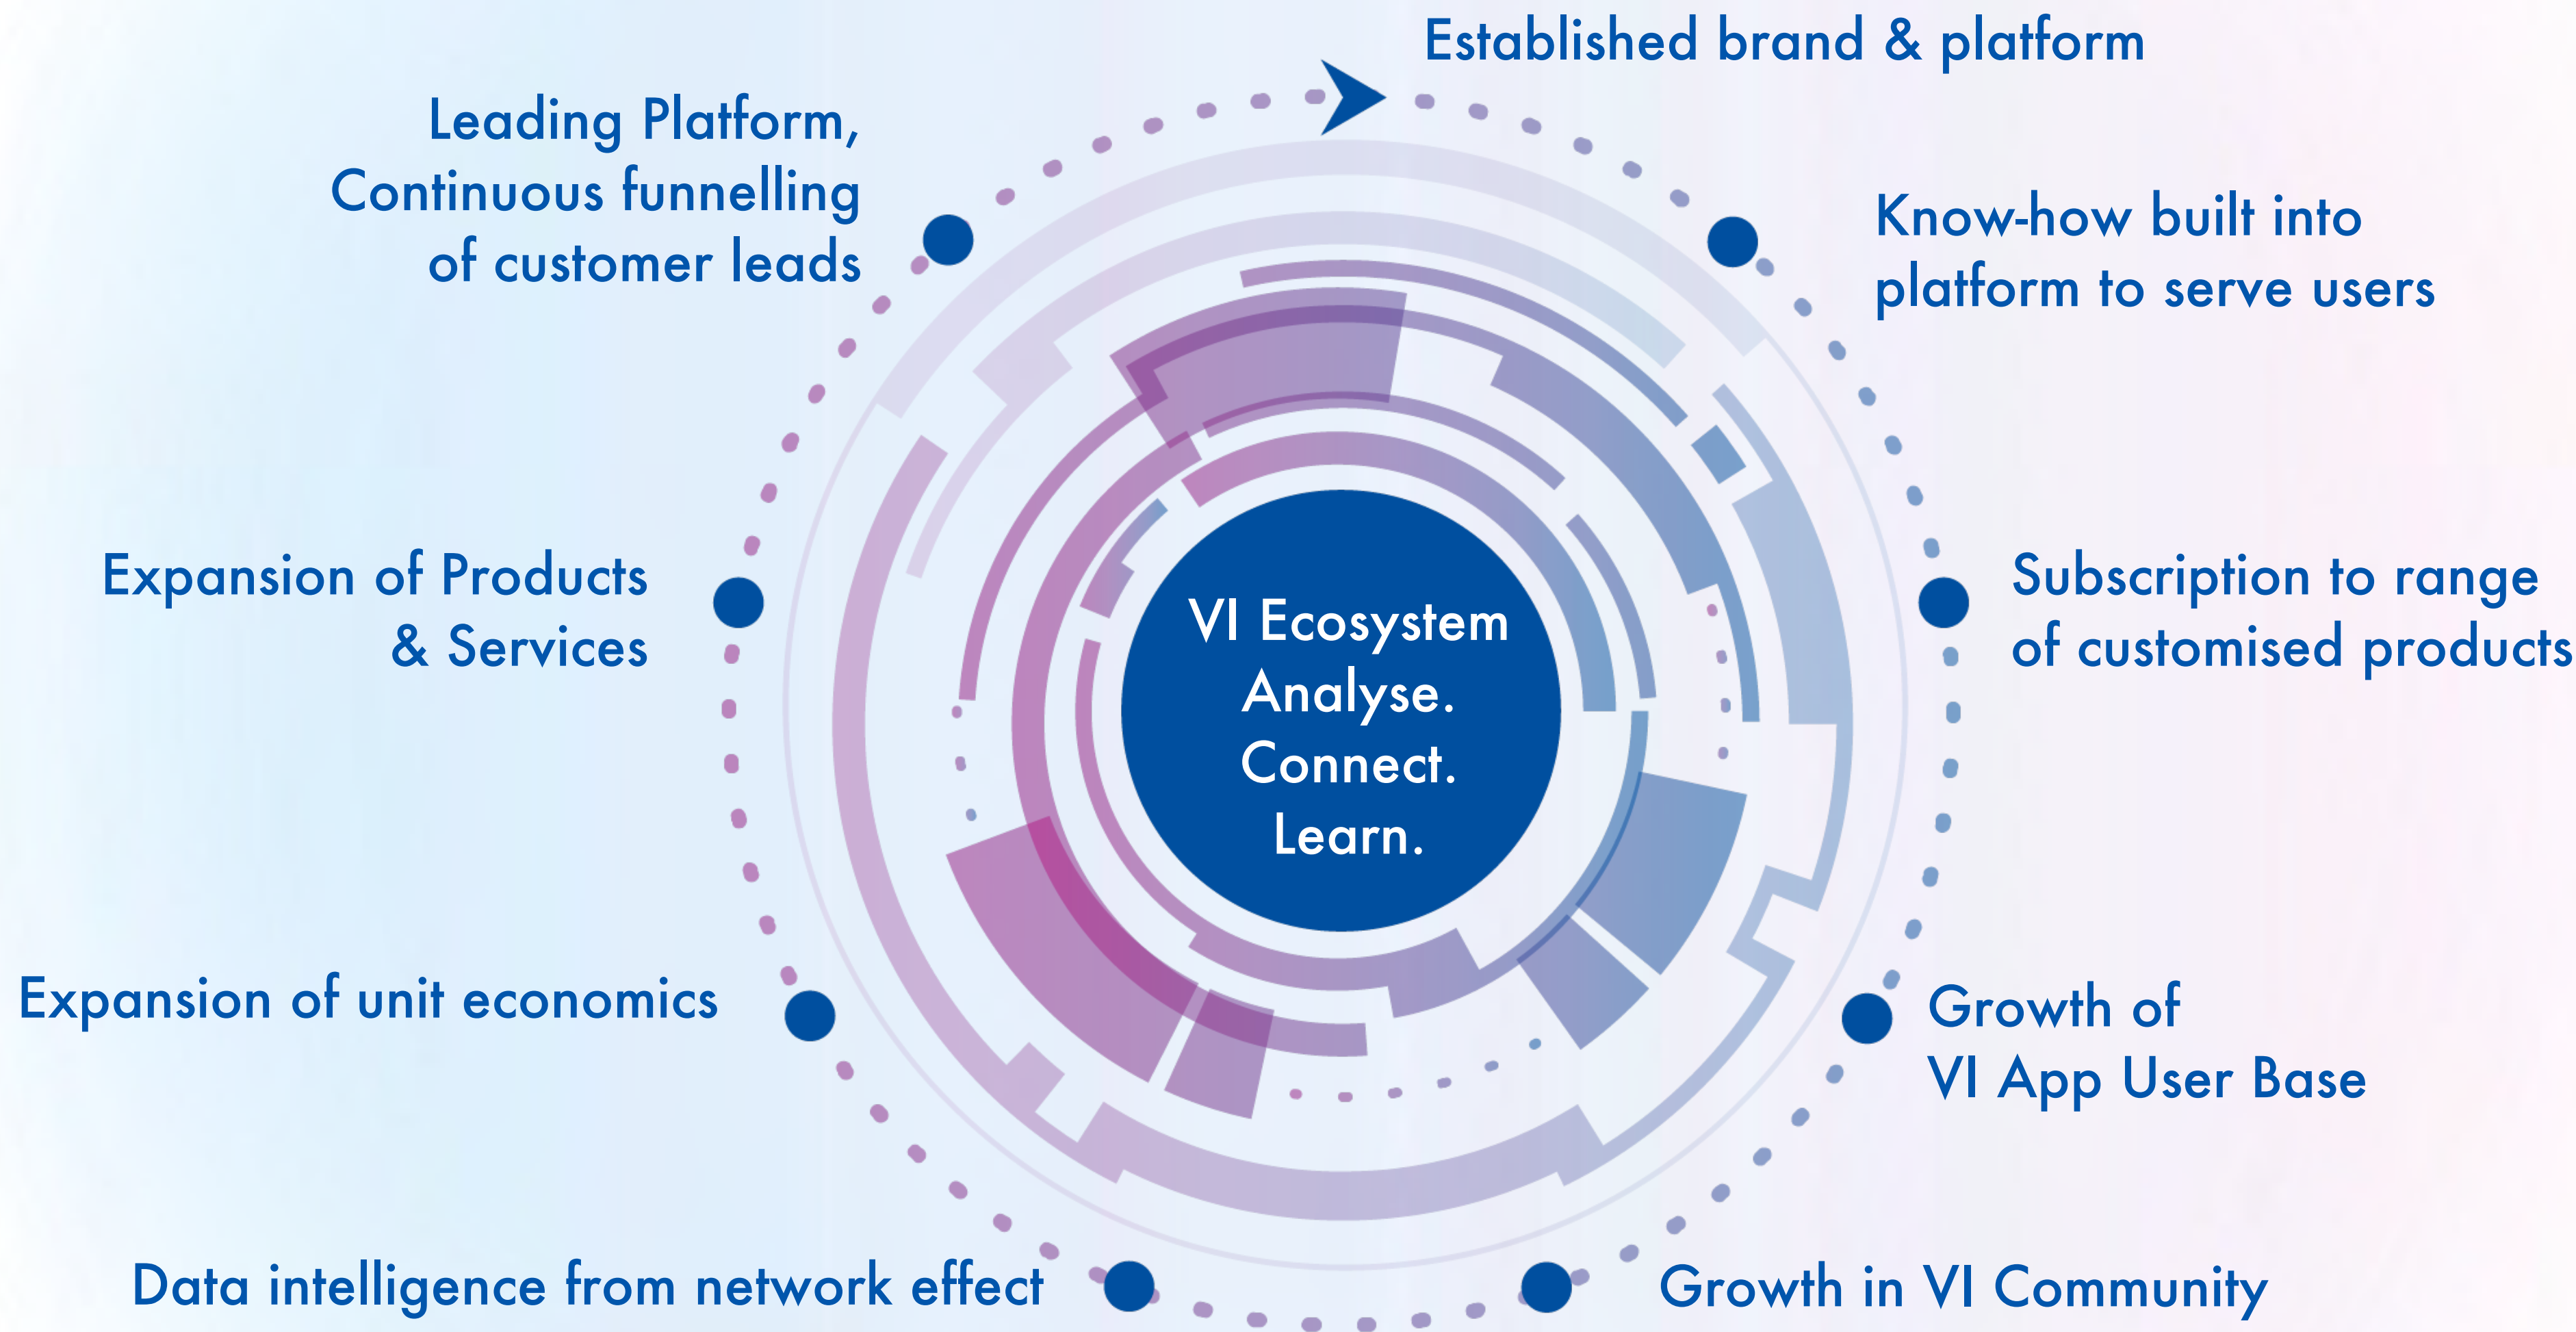 Established brand & platform
Know-how built into
platform to serve users
Subscription to range
of customised products
Growth of
VI App User Base
Growth in VI Community
Data intelligence from network effect
Expansion of unit economics
Expansion of Products
& Services
Leading Platform,
Continuous funnelling
of customer leads
VI Ecosystem
Analyse.
Connect.
Learn.